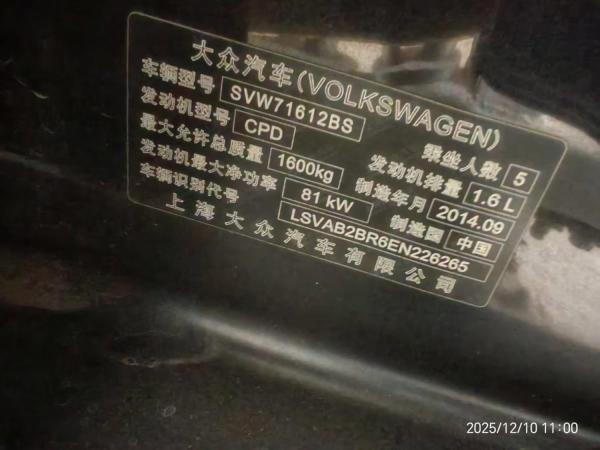 大众汽车(VOLKSWAGEN)
车辆型号 SVW71612BS
发动机型号 CPD 乘坐人数 5
最大允许总质量 1600kg 发动机排量 1.6 L
发动机最大净功率 81 kW 制造年月 2014.09
车辆识别代号 LSVAB2BR6EN226265 制造国 中国
上海大众汽车有限公司
2025/12/10 11:00